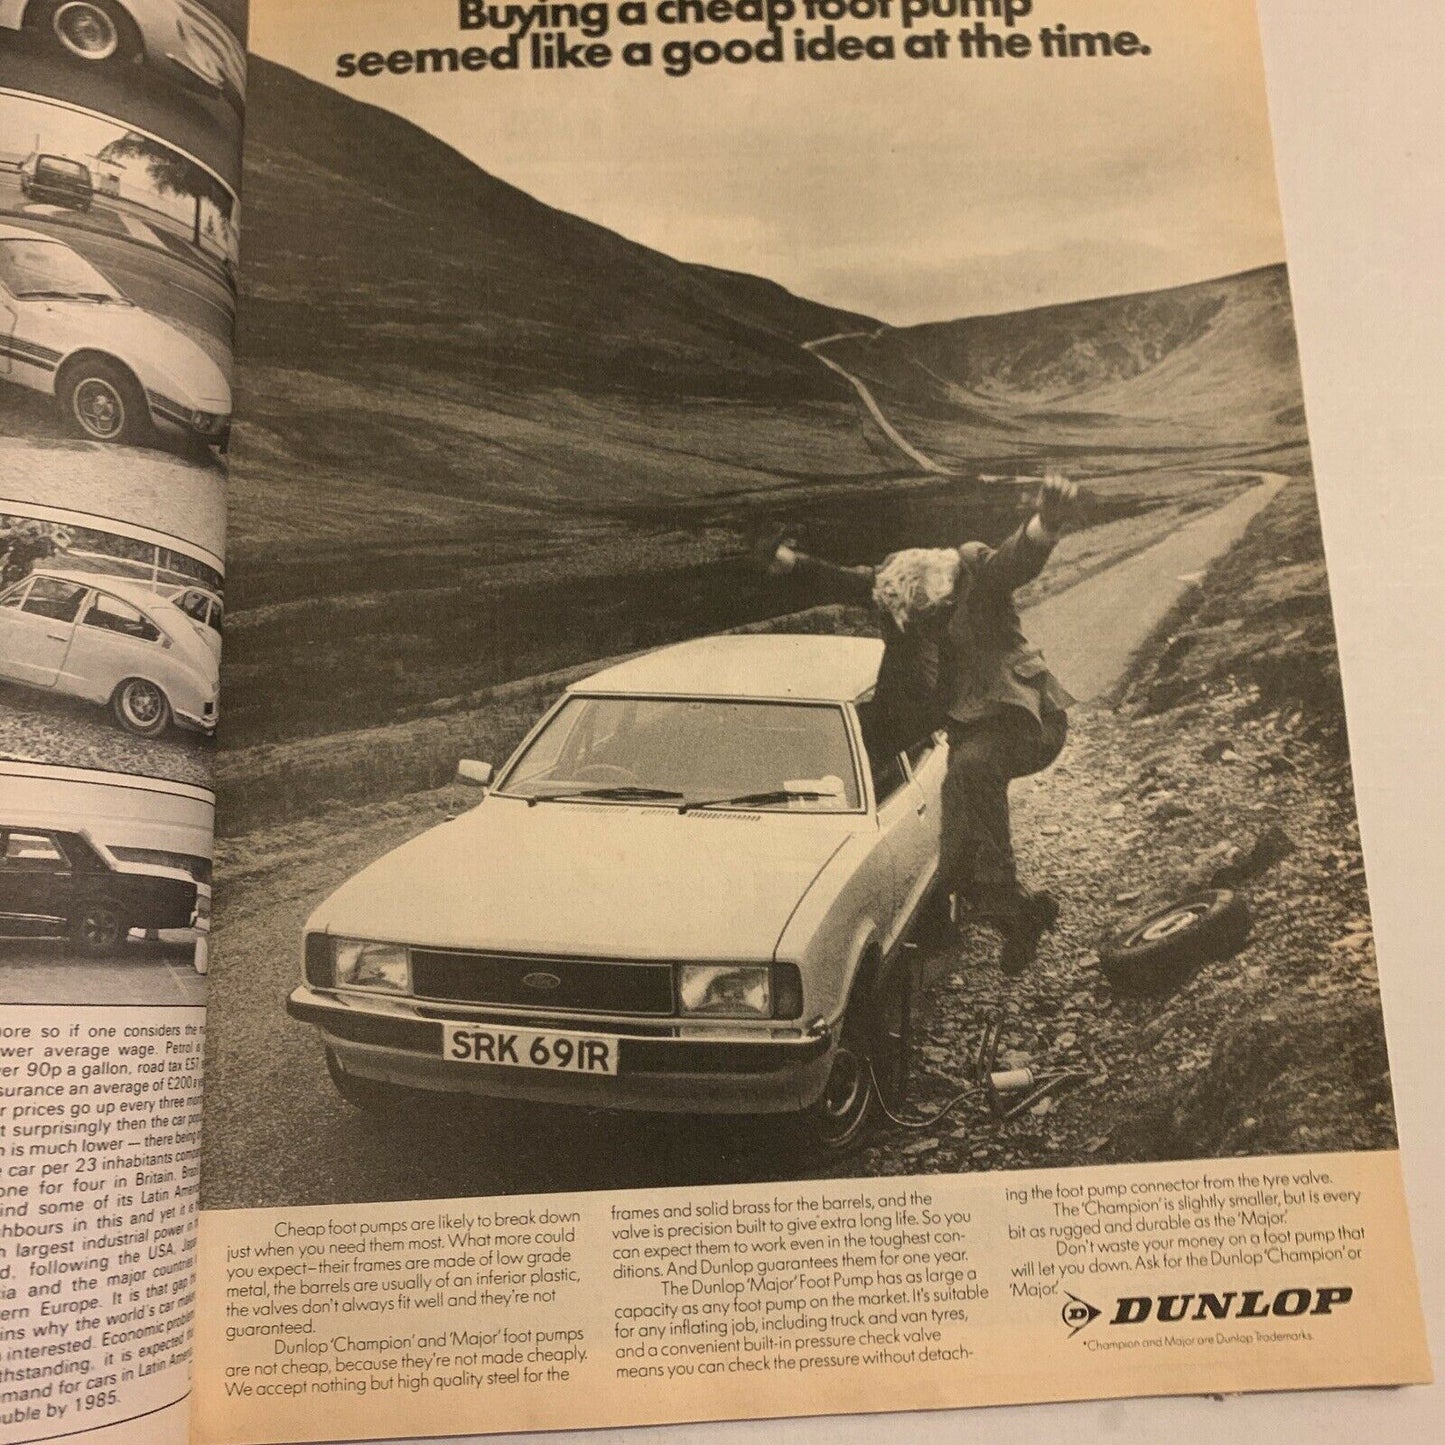 Buying a cheap foot pump
seemed like a good idea at the time.
SRK 691R
Cheap foot pumps are likely to break down
just when you need them most. What more could
you expect–their frames are made of low grade
metal, the barrels are usually of an inferior plastic,
the valves don't always fit well and they're not
guaranteed.
Dunlop 'Champion' and 'Major' foot pumps
are not cheap, because they're not made cheaply.
We accept nothing but high quality steel for the
frames and solid brass for the barrels, and the
valve is precision built to give extra long life. So you
can expect them to work even in the toughest con-
ditions. And Dunlop guarantees them for one year.
The Dunlop 'Major' Foot Pump has as large a
capacity as any foot pump on the market. It's suitable
for any inflating job, including truck and van tyres,
and a convenient built-in pressure check valve
means you can check the pressure without detach-
ing the foot pump connector from the tyre valve.
The 'Champion' is slightly smaller, but is every
bit as rugged and durable as the 'Major.'
Don't waste your money on a foot pump that
will let you down. Ask for the Dunlop 'Champion' or
'Major.'
D DUNLOP
*Champion and Major are Dunlop Trademarks.
ore so if one considers the
wer average wage. Petrol
er 90p a gallon, road tax £57
surance an average of £200 a
r prices go up every three
t surprisingly then the car
is much lower — there being
car per 23 inhabitants
one for four in Britain.
ind some of its Latin
hbours in this and yet it is
largest industrial power in
d, following the USA,
ia and the major countries
ern Europe. It is that gap
ins why the world's car
interested. Economic
thstanding, it is expected
mand for cars in Latin
uble by 1985.